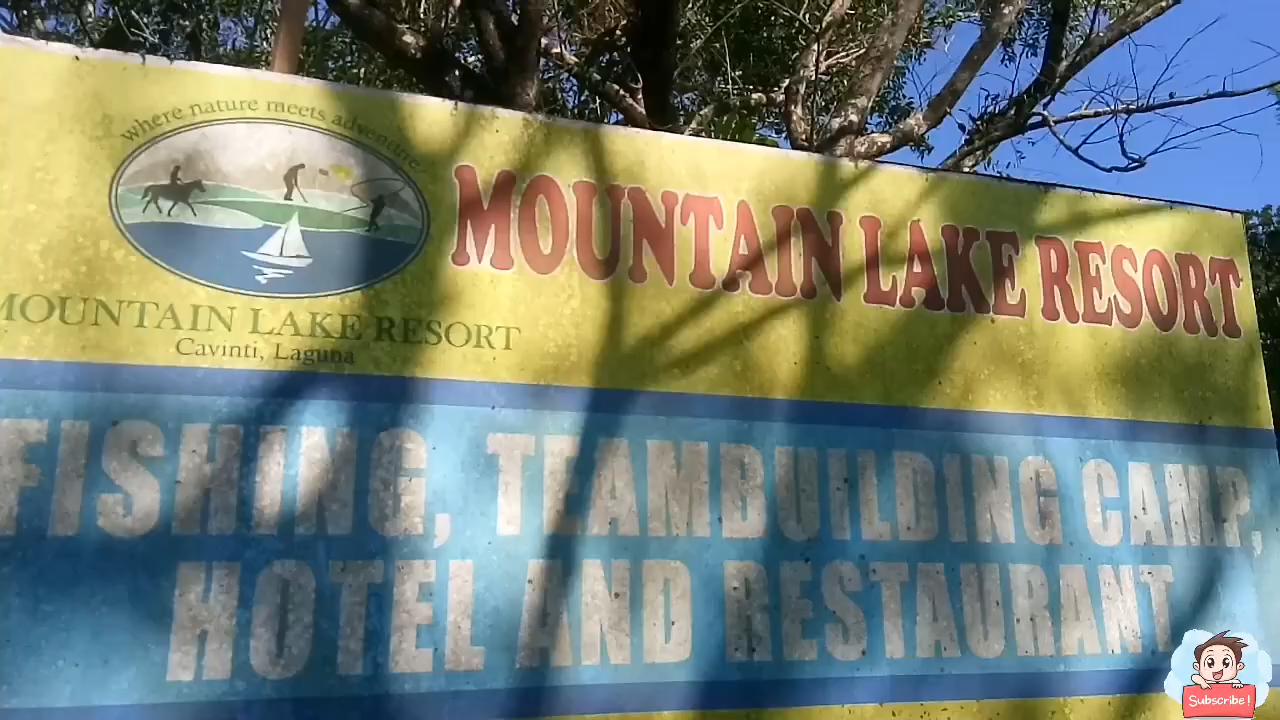 where nature meets adventure
MOUNTAIN LAKE RESORT
MOUNTAIN LAKE RESORT
Cavinti, Laguna
FISHING, TEAMBUILDING CAMP,
HOTEL AND RESTAURANT
Subscribe!